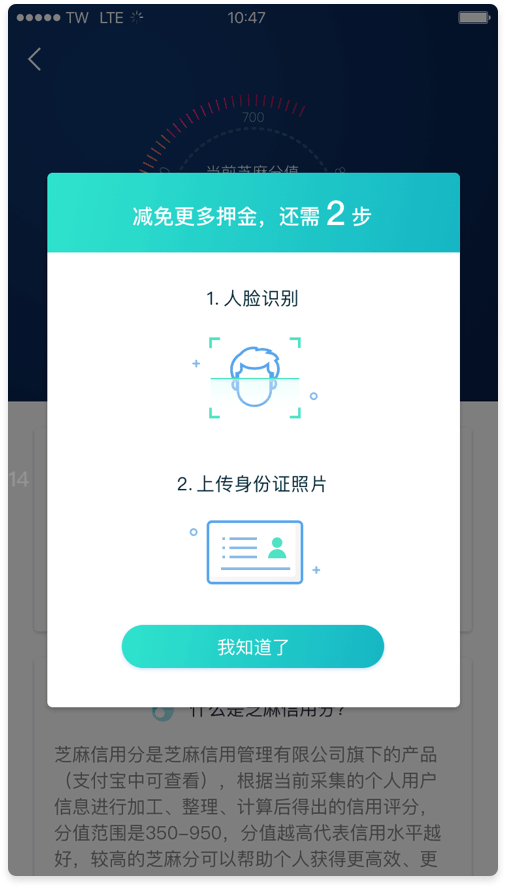 TW LTE 10:47
700
当前芝麻分值
减免更多押金，还需 2 步
1. 人脸识别
14
2. 上传身份证照片
我知道了
什么是芝麻信用分?
芝麻信用分是芝麻信用管理有限公司旗下的产品
（支付宝中可查看），根据当前采集的个人用户
信息进行加工、整理、计算后得出的信用评分，
分值范围是350-950，分值越高代表信用水平越
好，较高的芝麻分可以帮助个人获得更高效、更